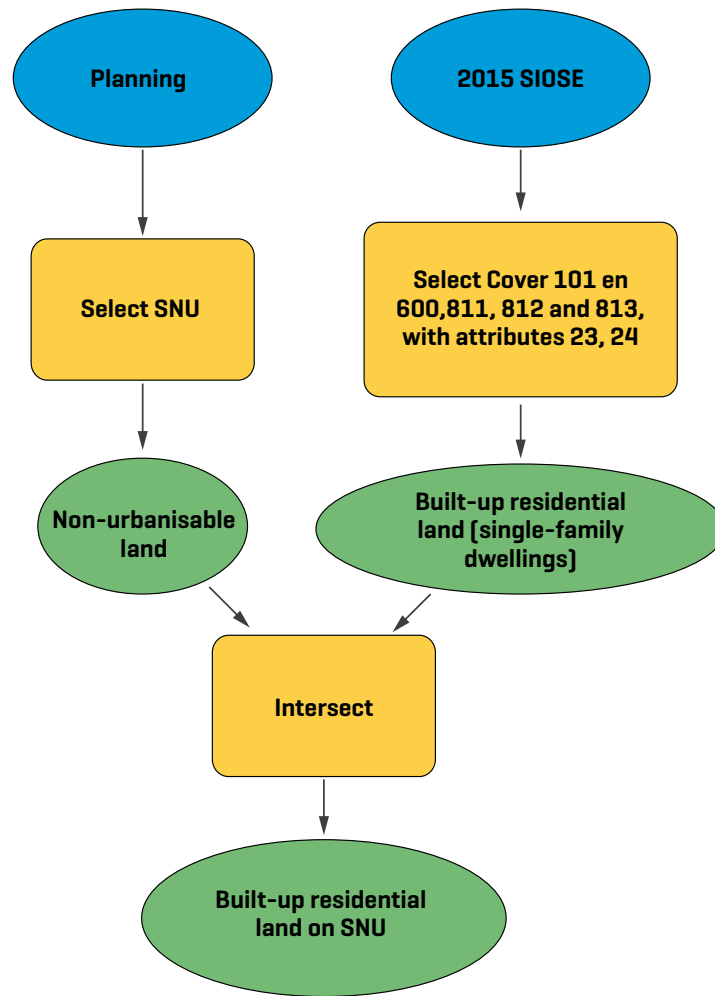 Planning
2015 SIOSE
Select SNU
Select Cover 101 en
600,811, 812 and 813,
with attributes 23, 24
Non-urbanisable
land
Built-up residential
land (single-family
dwellings)
Intersect
Built-up residential
land on SNU